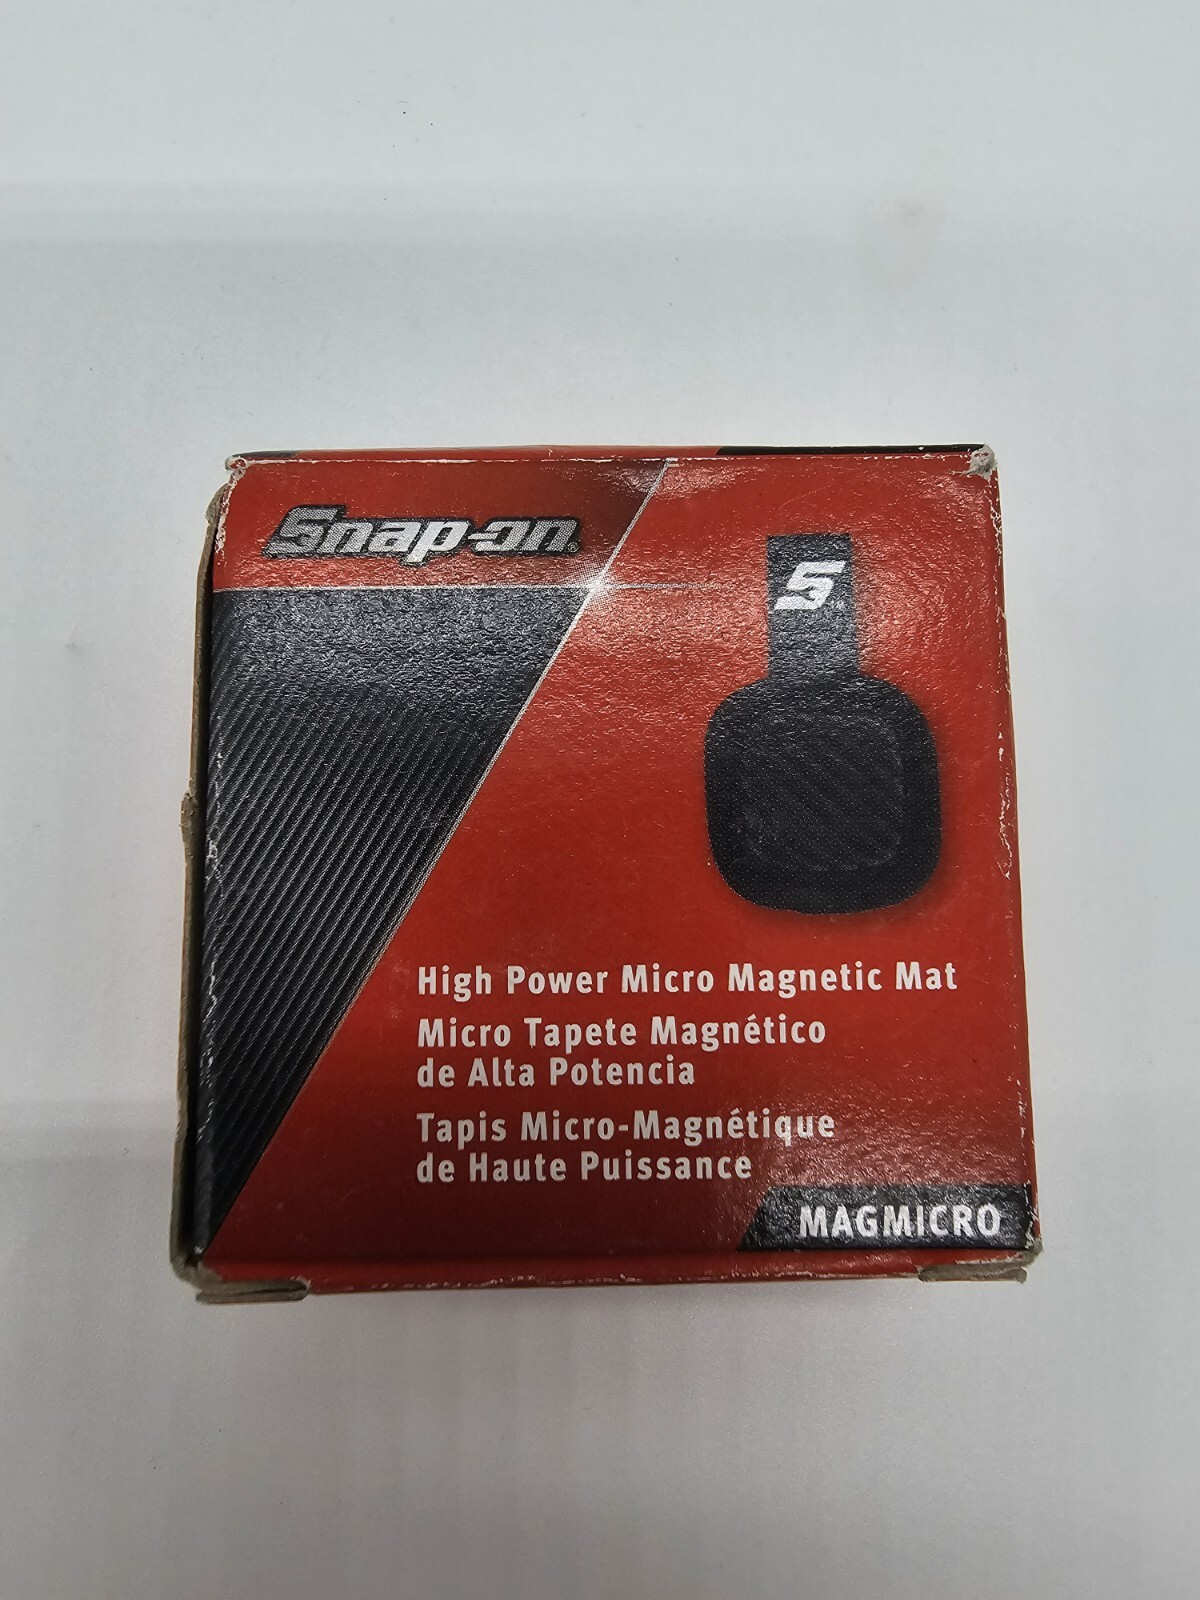 Snap-on®
S™
High Power Micro Magnetic Mat
Micro Tapete Magnético
de Alta Potencia
Tapis Micro-Magnétique
de Haute Puissance
MAGMICRO